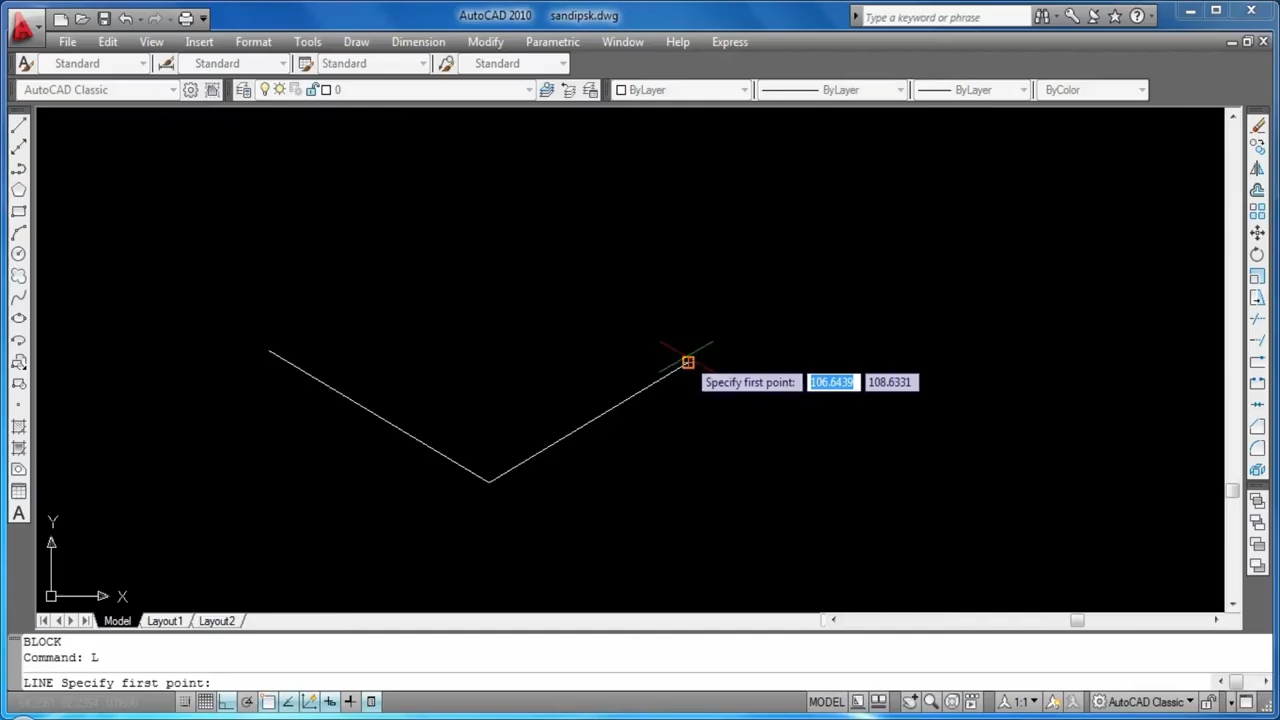 AutoCAD 2010 sandipsk.dwg
Type a keyword or phrase
File Edit View Insert Format Tools Draw Dimension Modify Parametric Window Help Express
Standard Standard Standard Standard
AutoCAD Classic 0 ByLayer ByLayer ByLayer ByColor
Specify first point: 106.6439 108.6331
Y
X
Model Layout1 Layout2
BLOCK
Command: L
LINE Specify first point:
MODEL 1:1 AutoCAD Classic